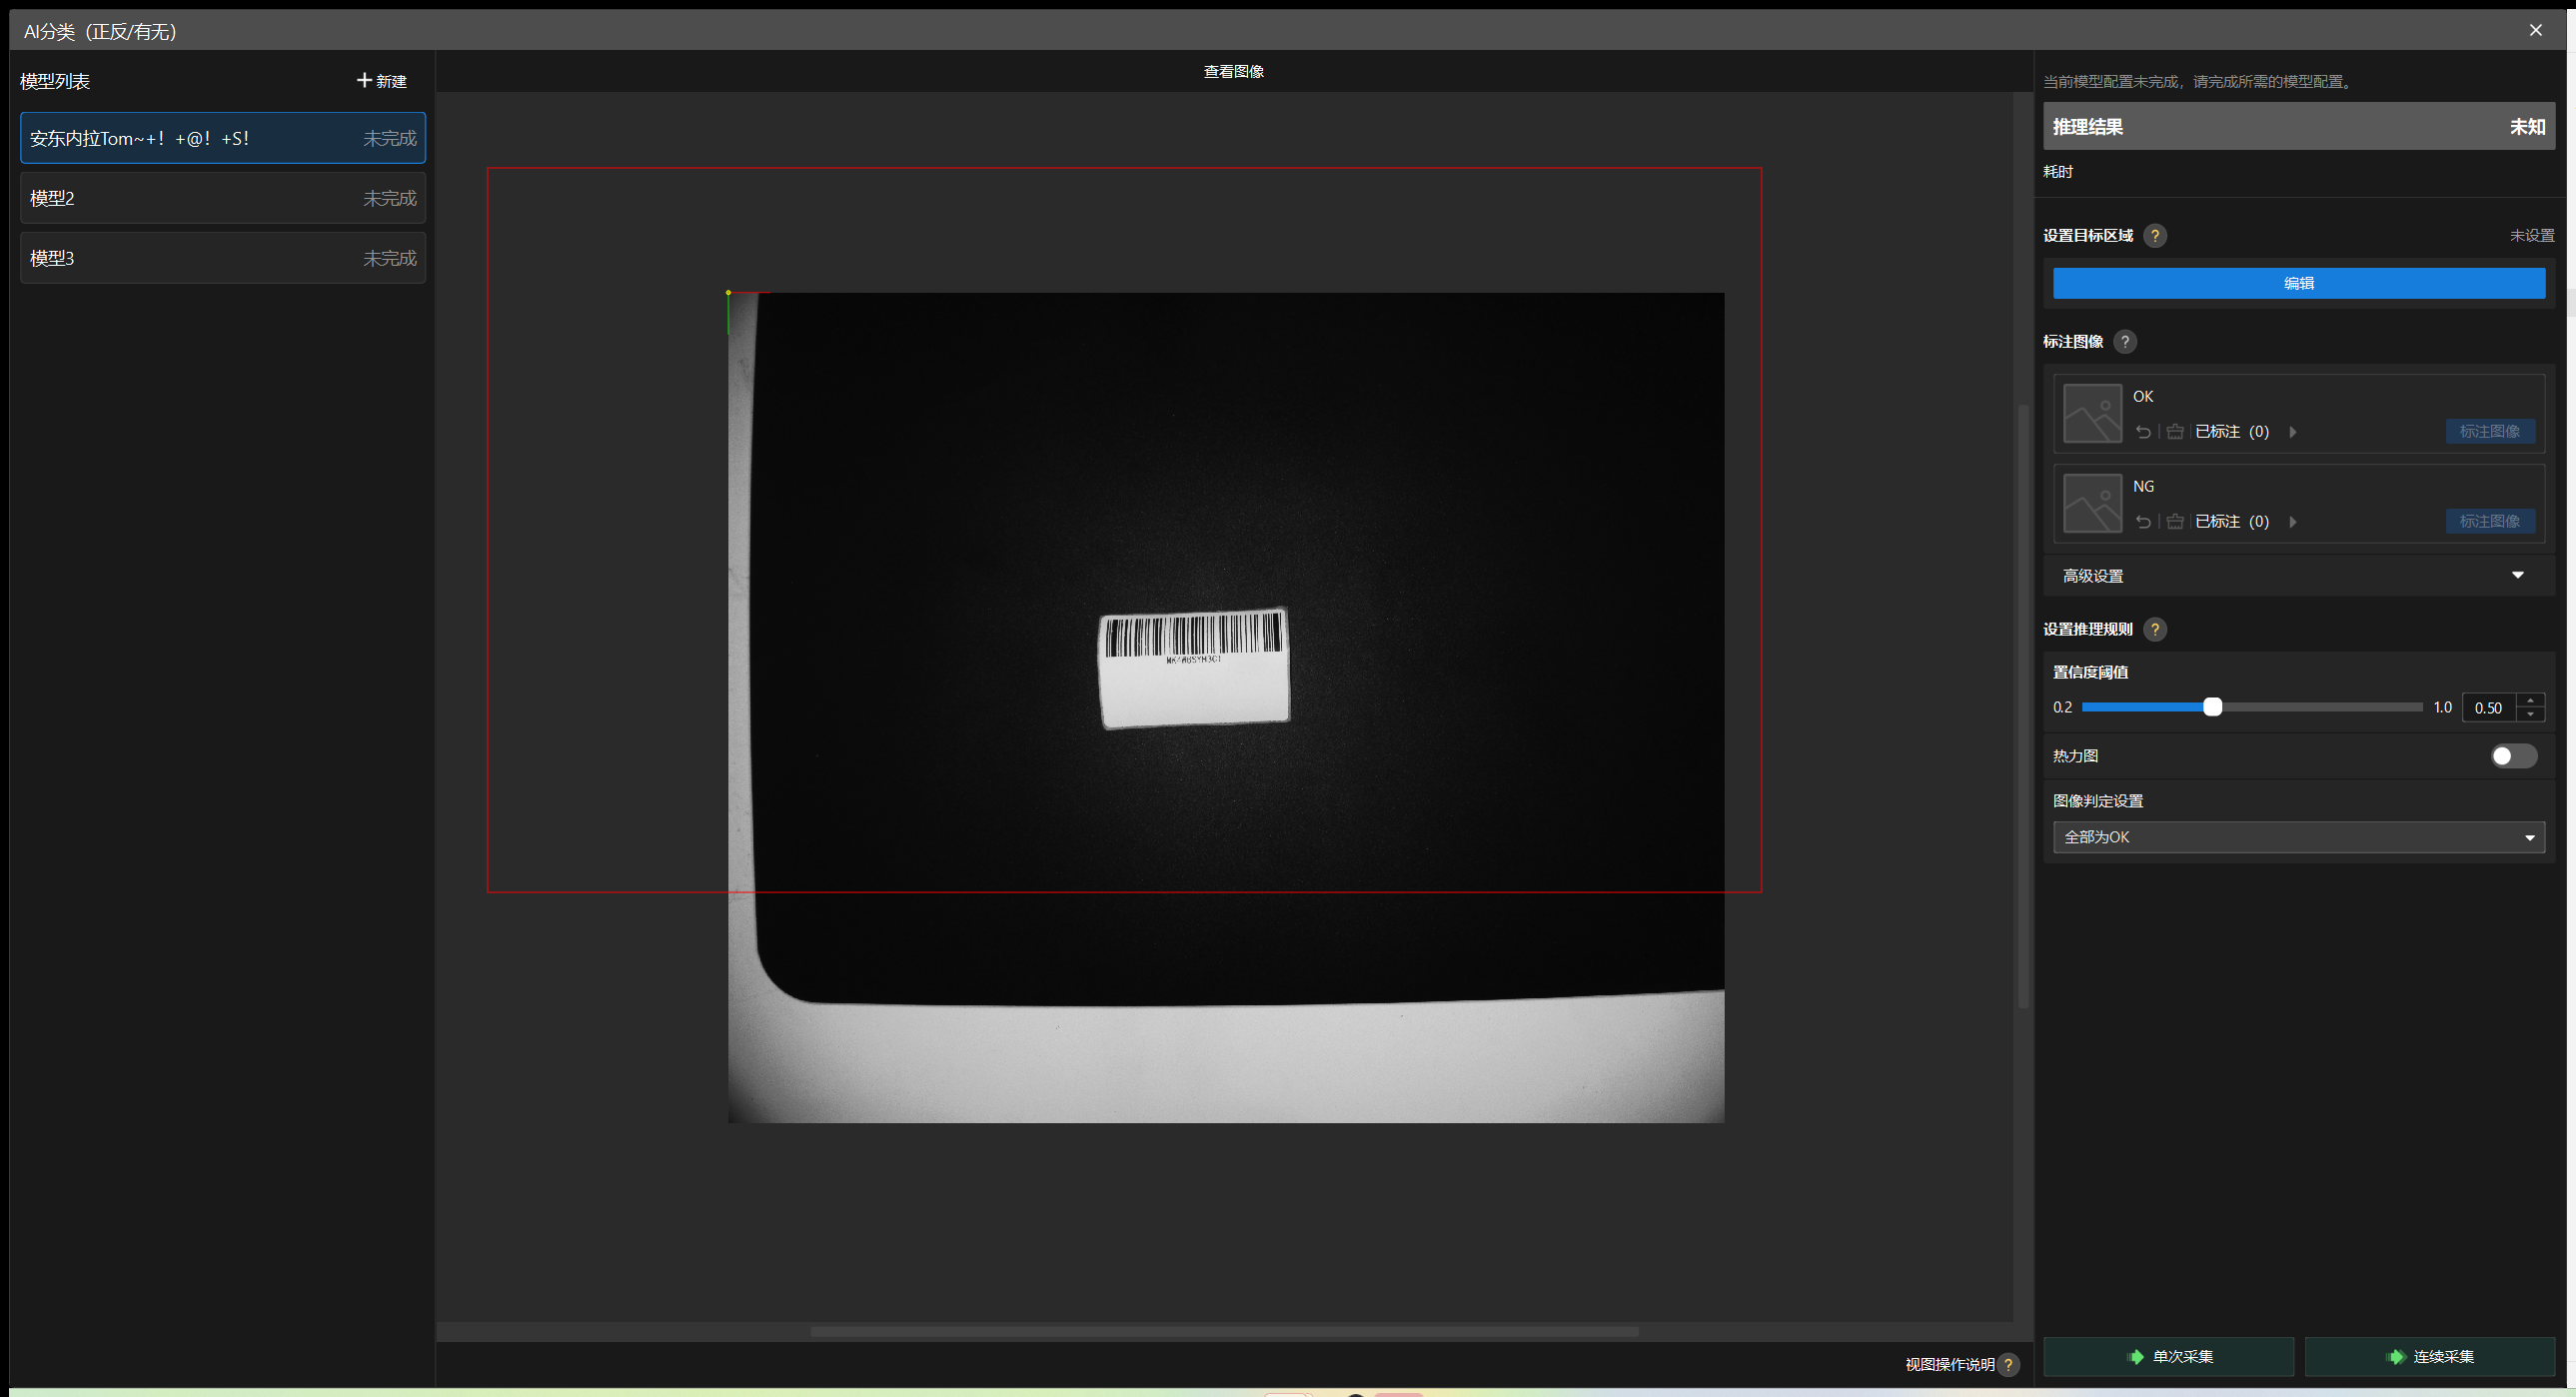 AI分类（正反/有无）
模型列表
新建
安东内拉Tom~+！+@！+S！ 未完成
模型2 未完成
模型3 未完成
查看图像
视图操作说明 ?
当前模型配置未完成，请完成所需的模型配置。
推理结果 未知
耗时
设置目标区域 ? 未设置
编辑
标注图像 ?
OK
已标注（0） 标注图像
NG
已标注（0） 标注图像
高级设置
设置推理规则 ?
置信度阈值
0.2 1.0 0.50
热力图
图像判定设置
全部为OK
单次采集 连续采集